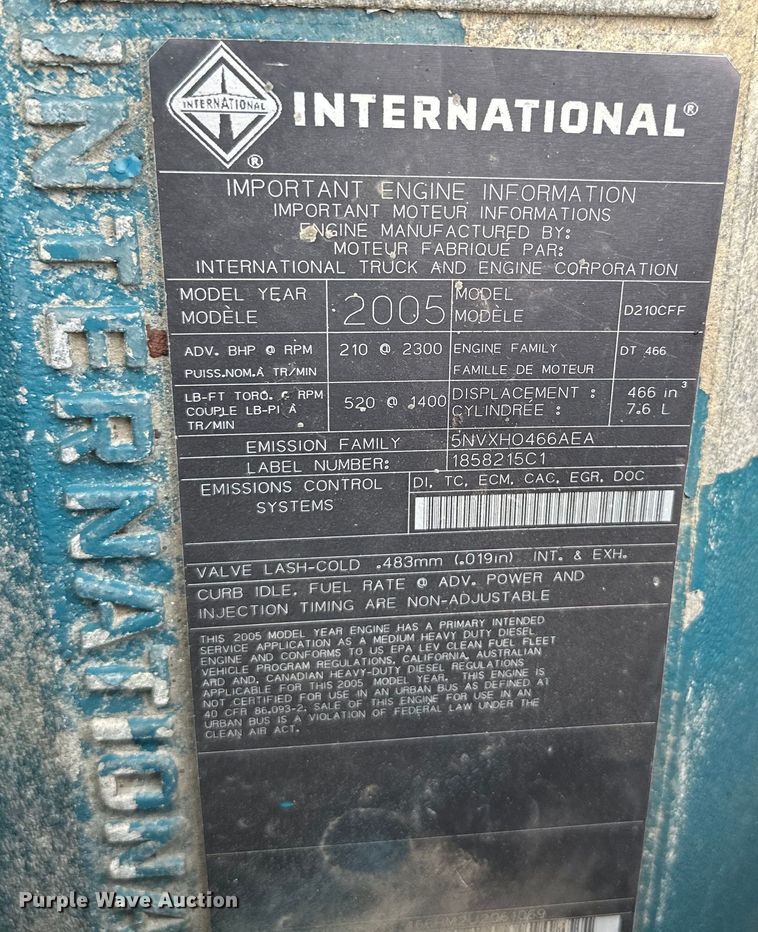 INTERNATIONA
INTERNATIONAL
®
INTERNATIONAL®
IMPORTANT ENGINE INFORMATION
IMPORTANT MOTEUR INFORMATIONS
ENGINE MANUFACTURED BY:
MOTEUR FABRIQUÉ PAR:
INTERNATIONAL TRUCK AND ENGINE CORPORATION
MODEL YEAR
MODÈLE
2005
MODEL
MODÈLE
D210CFF
ADV. BHP @ RPM
PUISS.NOM.À TR/MIN
210 @ 2300
ENGINE FAMILY
FAMILLE DE MOTEUR
DT 466
LB-FT TORQ. @ RPM
COUPLE LB-PI À
TR/MIN
520 @ 1400
DISPLACEMENT :
CYLINDRÉE :
466 in³
7.6 L
EMISSION FAMILY
5NVXH0466AEA
LABEL NUMBER:
1858215C1
EMISSIONS CONTROL
SYSTEMS
DI, TC, ECM, CAC, EGR, DOC
VALVE LASH-COLD .483mm (.019in) INT. & EXH.
CURB IDLE, FUEL RATE @ ADV. POWER AND
INJECTION TIMING ARE NON-ADJUSTABLE
THIS 2005 MODEL YEAR ENGINE HAS A PRIMARY INTENDED
SERVICE APPLICATION AS A MEDIUM HEAVY DUTY DIESEL
ENGINE AND CONFORMS TO US EPA LEV CLEAN FUEL FLEET
VEHICLE PROGRAM REGULATIONS, CALIFORNIA, AUSTRALIAN
ARD AND, CANADIAN HEAVY-DUTY DIESEL REGULATIONS
APPLICABLE FOR THIS 2005 MODEL YEAR. THIS ENGINE IS
NOT CERTIFIED FOR USE IN AN URBAN BUS AS DEFINED AT
40 CFR 86.093-2. SALE OF THIS ENGINE FOR USE IN AN
URBAN BUS IS A VIOLATION OF FEDERAL LAW UNDER THE
CLEAN AIR ACT.
Purple Wave Auction